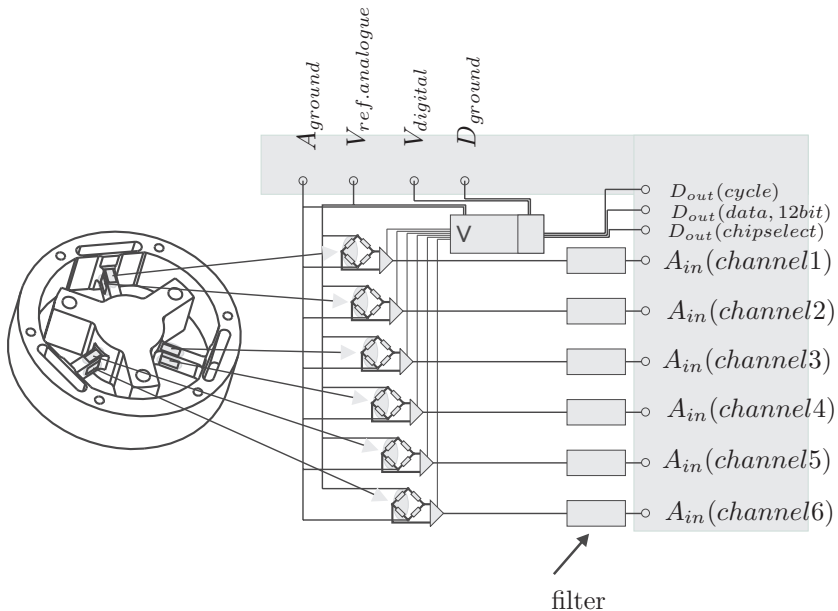 A_ground
V_ref.analogue
V_digital
D_ground
D_out(cycle)
D_out(data, 12bit)
D_out(chipselect)
V
A_in(channel1)
A_in(channel2)
A_in(channel3)
A_in(channel4)
A_in(channel5)
A_in(channel6)
filter